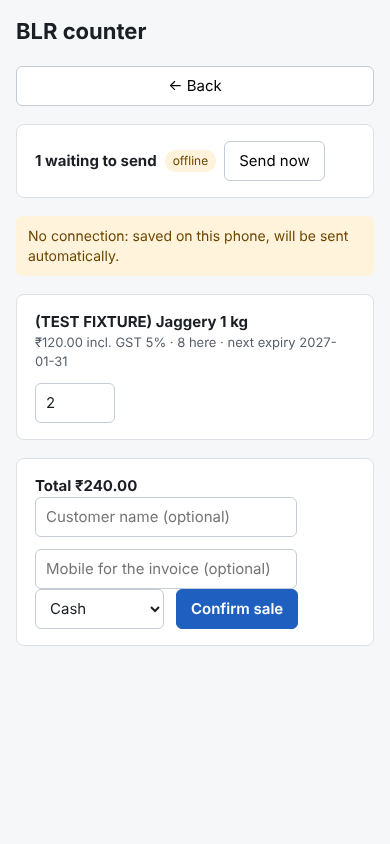 BLR counter
← Back
1 waiting to send offline Send now
No connection: saved on this phone, will be sent
automatically.
(TEST FIXTURE) Jaggery 1 kg
₹120.00 incl. GST 5% · 8 here · next expiry 2027-
01-31
2
Total ₹240.00
Customer name (optional)
Mobile for the invoice (optional)
Cash Confirm sale